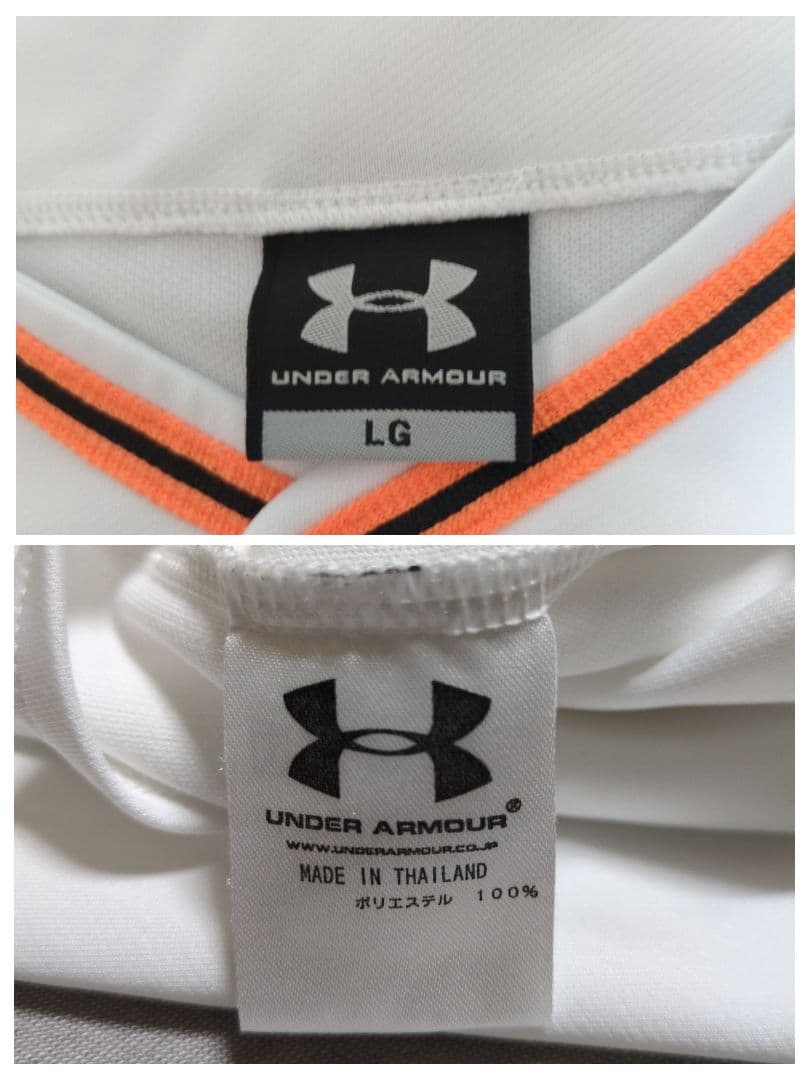 UNDER ARMOUR
LG
UNDER ARMOUR®
WWW.UNDERARMOUR.CO.JP
MADE IN THAILAND
ポリエステル 100%